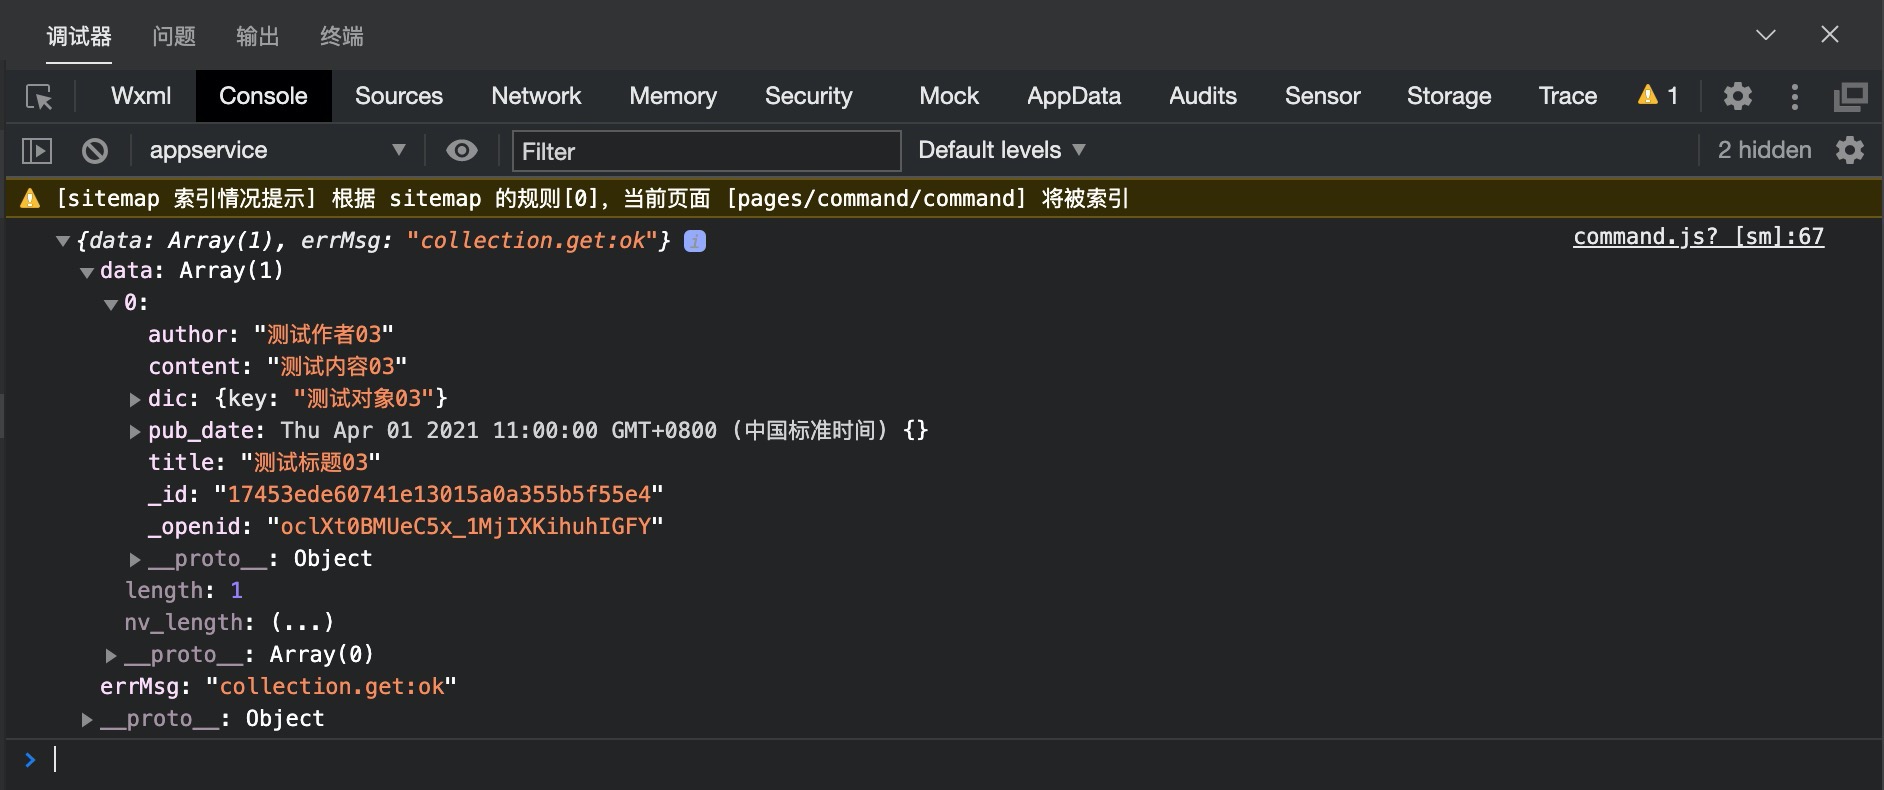 调试器 问题 输出 终端
Wxml Console Sources Network Memory Security Mock AppData Audits Sensor Storage Trace 1
appservice Filter Default levels 2 hidden
[sitemap 索引情况提示] 根据 sitemap 的规则[0]，当前页面 [pages/command/command] 将被索引
{data: Array(1), errMsg: "collection.get:ok"} i command.js? [sm]:67
data: Array(1)
0:
author: "测试作者03"
content: "测试内容03"
dic: {key: "测试对象03"}
pub_date: Thu Apr 01 2021 11:00:00 GMT+0800 (中国标准时间) {}
title: "测试标题03"
_id: "17453ede60741e13015a0a355b5f55e4"
_openid: "oclXt0BMUeC5x_1MjIXKihuhIGFY"
__proto__: Object
length: 1
nv_length: (...)
__proto__: Array(0)
errMsg: "collection.get:ok"
__proto__: Object